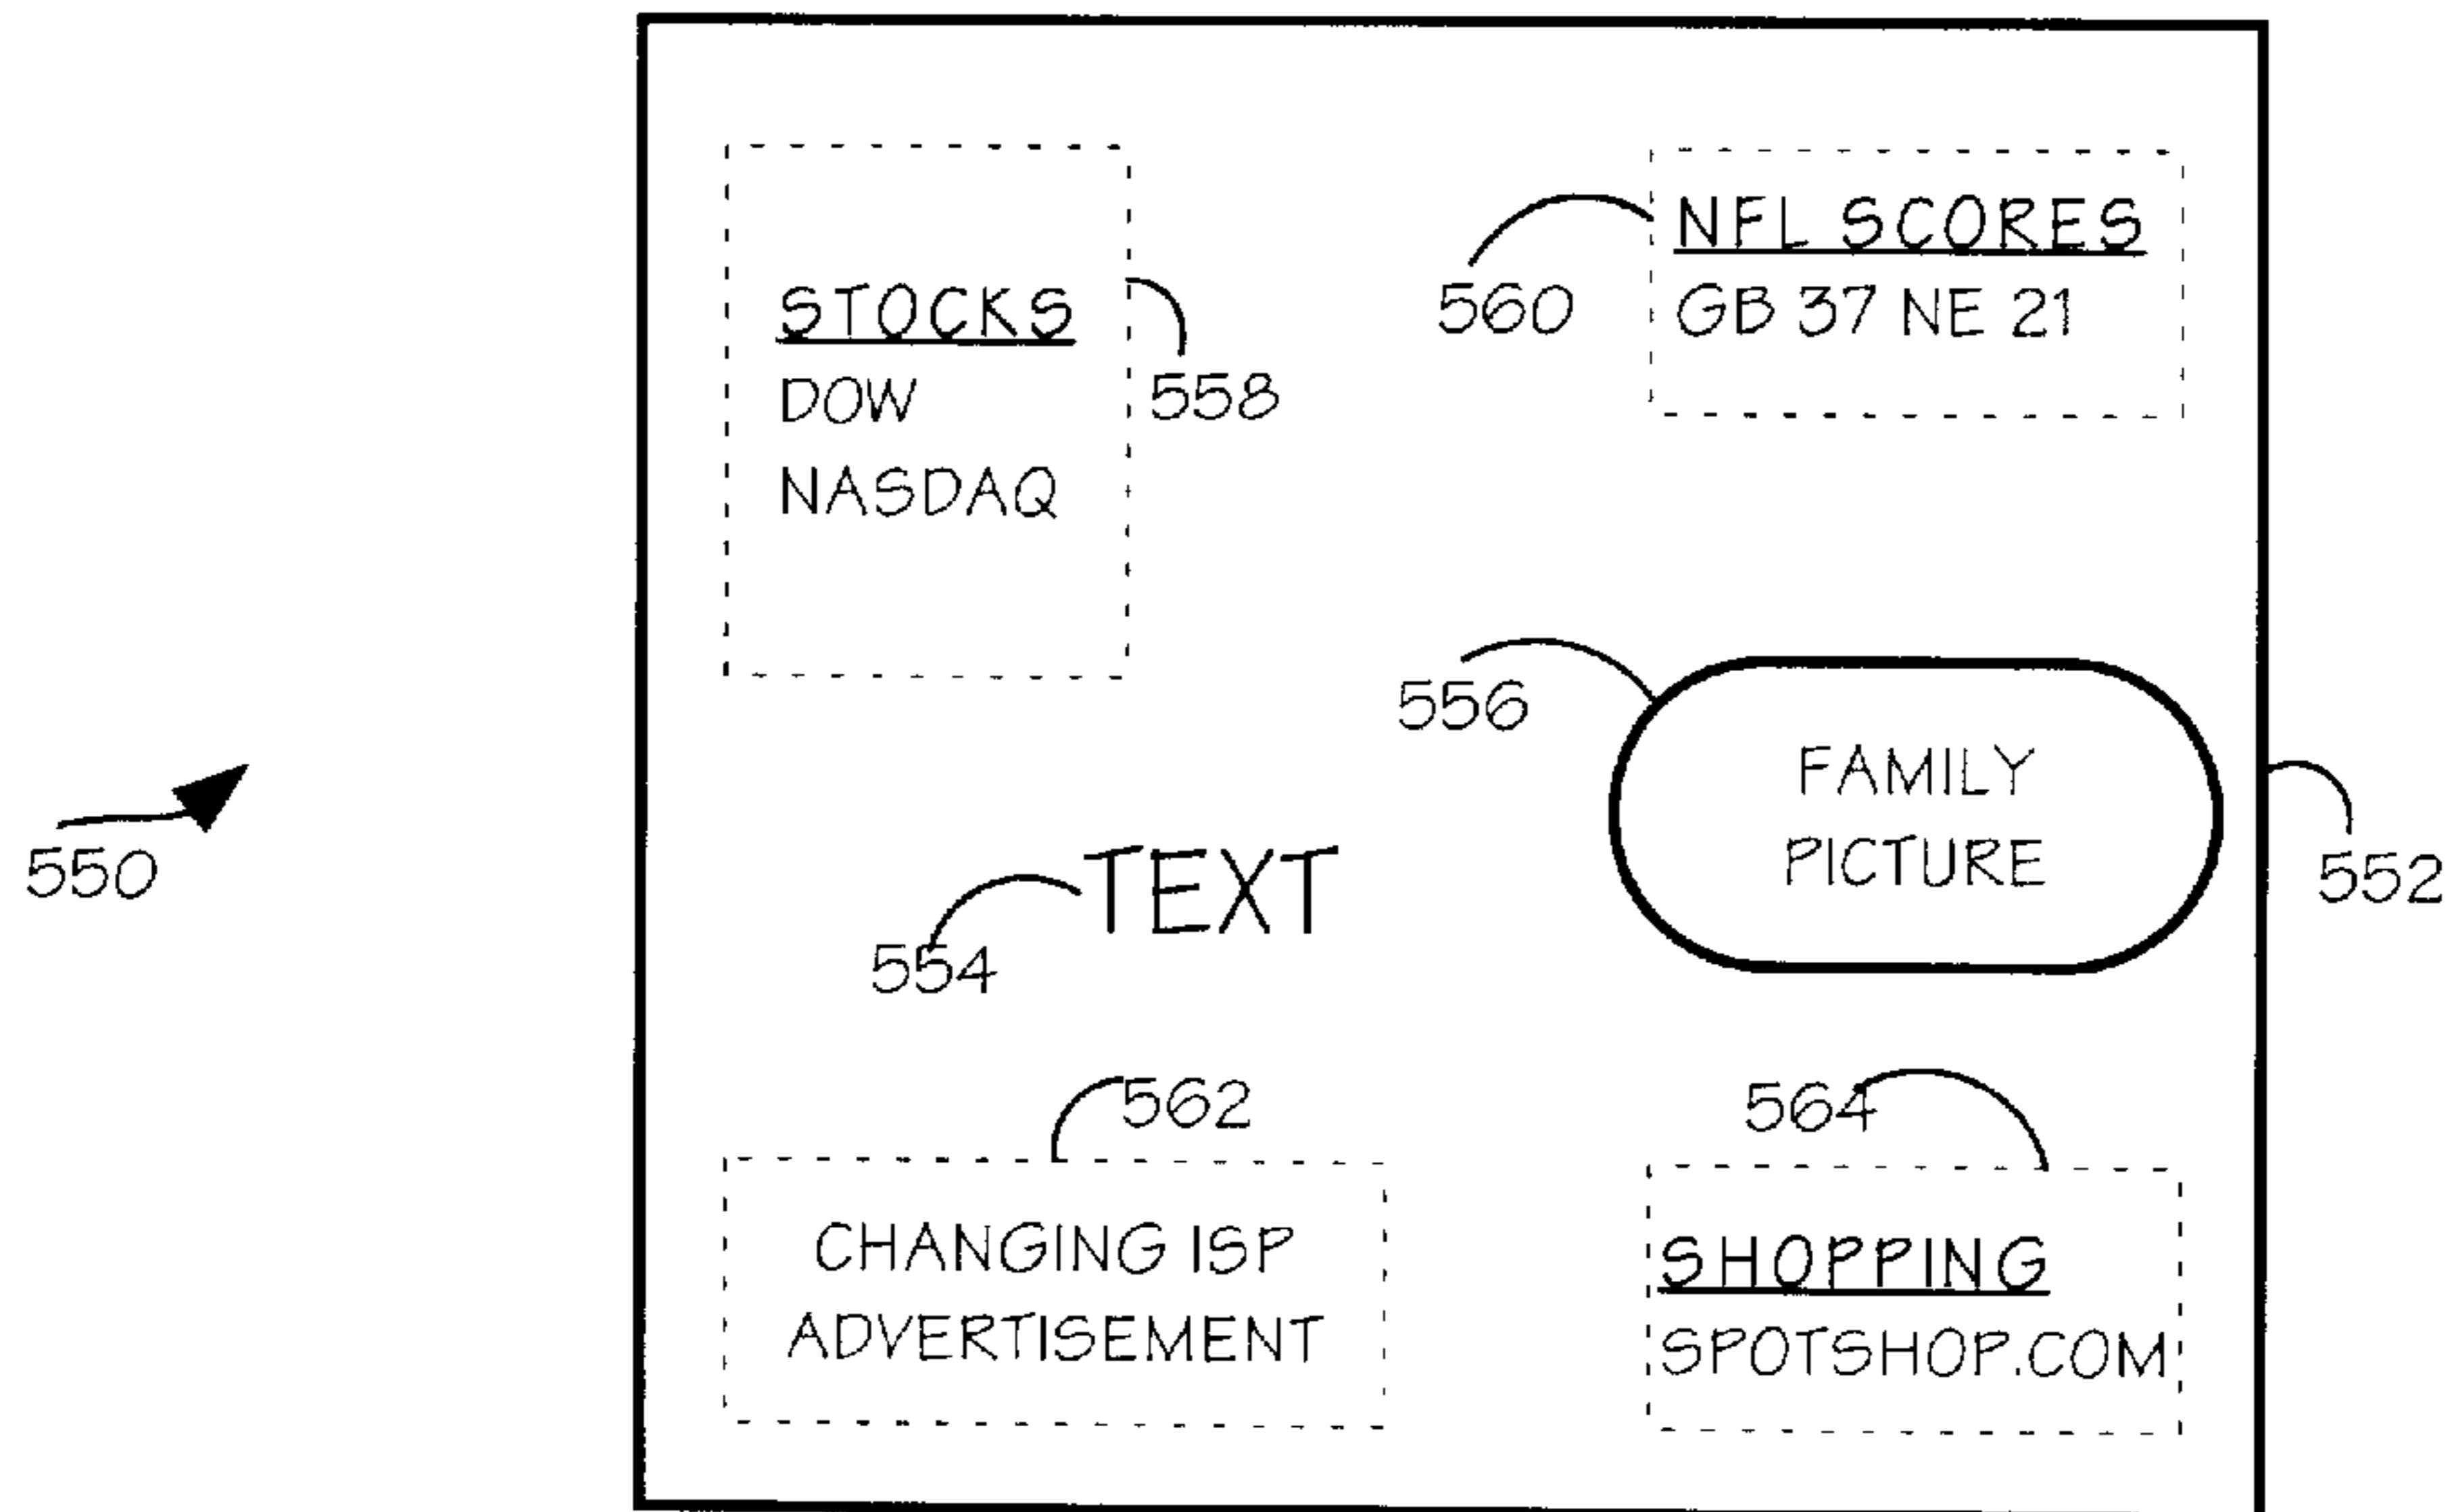 STOCKS
DOW
NASDAQ
558
560
NFL SCORES
GB 37 NE 21
556
FAMILY
PICTURE
552
550
TEXT
554
562
CHANGING ISP
ADVERTISEMENT
564
SHOPPING
SPOTSHOP.COM